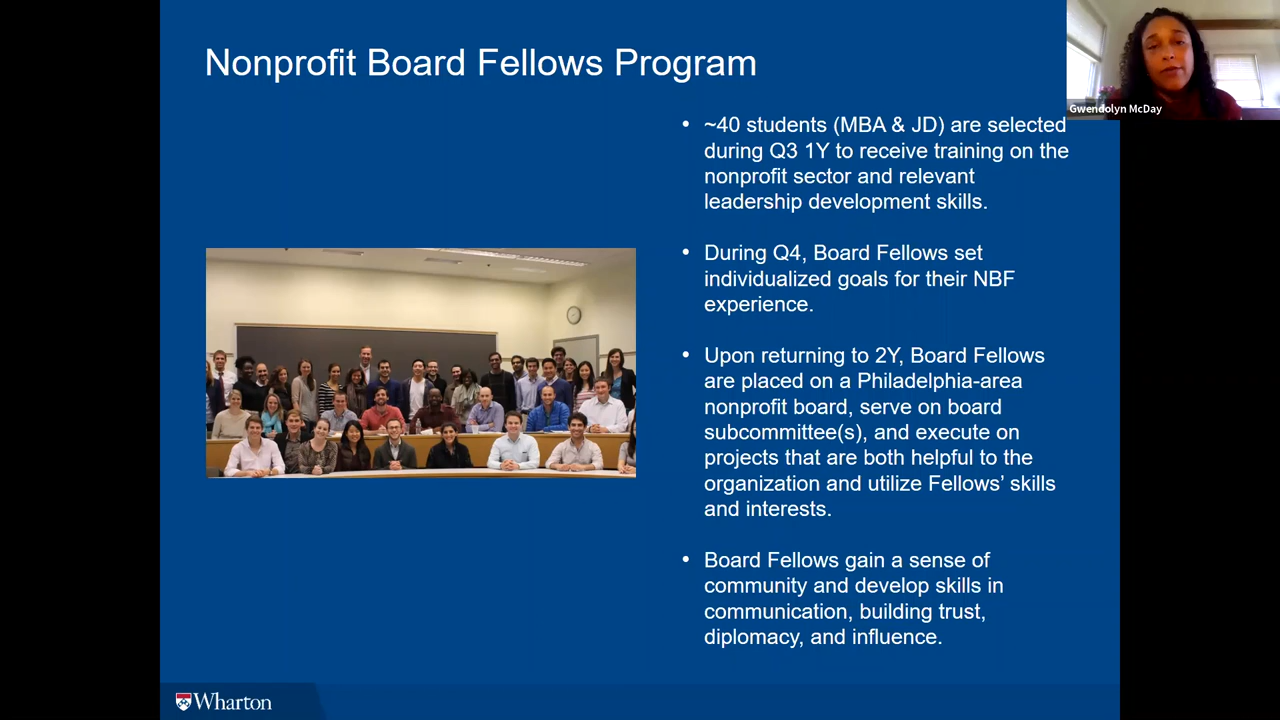 Nonprofit Board Fellows Program
Gwendolyn McDay
• ~40 students (MBA & JD) are selected
during Q3 1Y to receive training on the
nonprofit sector and relevant
leadership development skills.
• During Q4, Board Fellows set
individualized goals for their NBF
experience.
• Upon returning to 2Y, Board Fellows
are placed on a Philadelphia-area
nonprofit board, serve on board
subcommittee(s), and execute on
projects that are both helpful to the
organization and utilize Fellows’ skills
and interests.
• Board Fellows gain a sense of
community and develop skills in
communication, building trust,
diplomacy, and influence.
Wharton